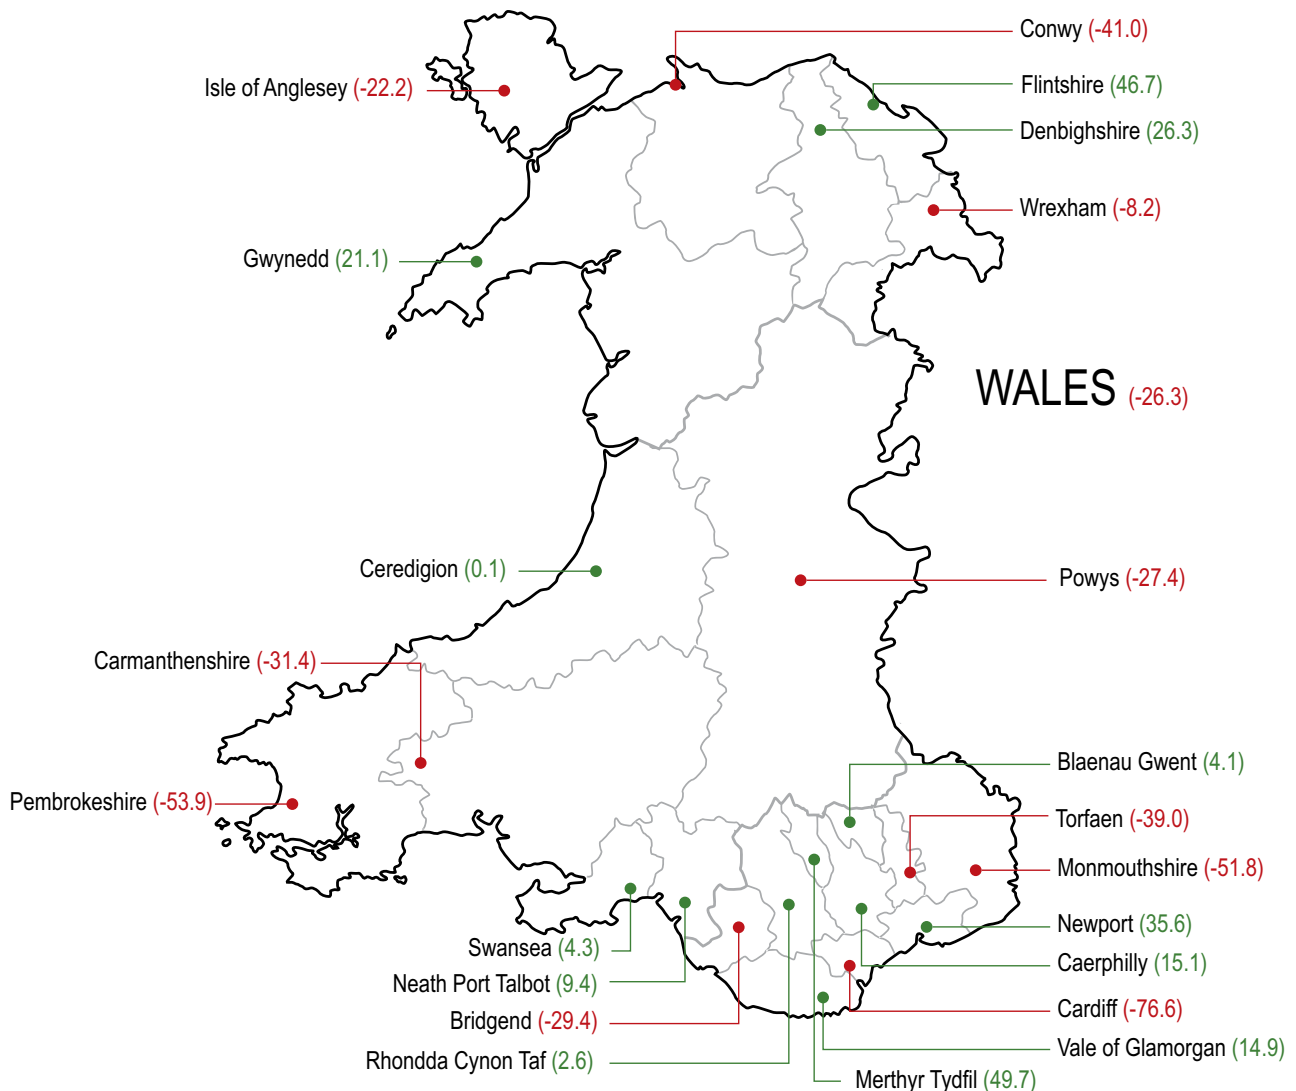 Conwy (-41.0)
Isle of Anglesey (-22.2)
Flintshire (46.7)
Denbighshire (26.3)
Wrexham (-8.2)
Gwynedd (21.1)
WALES (-26.3)
Ceredigion (0.1)
Powys (-27.4)
Carmanthenshire (-31.4)
Blaenau Gwent (4.1)
Pembrokeshire (-53.9)
Torfaen (-39.0)
Monmouthshire (-51.8)
Newport (35.6)
Swansea (4.3)
Caerphilly (15.1)
Neath Port Talbot (9.4)
Cardiff (-76.6)
Bridgend (-29.4)
Vale of Glamorgan (14.9)
Rhondda Cynon Taf (2.6)
Merthyr Tydfil (49.7)